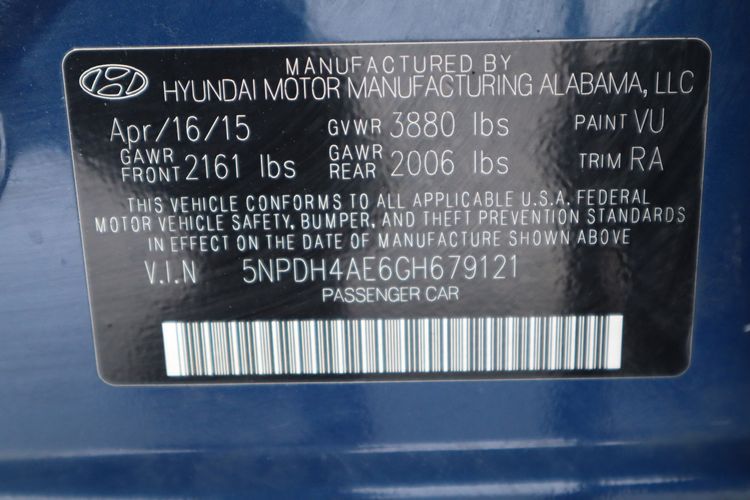 MANUFACTURED BY
HYUNDAI MOTOR MANUFACTURING ALABAMA, LLC
Apr/16/15 GVWR 3880 lbs PAINT VU
GAWR FRONT 2161 lbs GAWR REAR 2006 lbs TRIM RA
THIS VEHICLE CONFORMS TO ALL APPLICABLE U.S.A. FEDERAL
MOTOR VEHICLE SAFETY, BUMPER, AND THEFT PREVENTION STANDARDS
IN EFFECT ON THE DATE OF MANUFACTURE SHOWN ABOVE
V.I.N 5NPDH4AE6GH679121
PASSENGER CAR